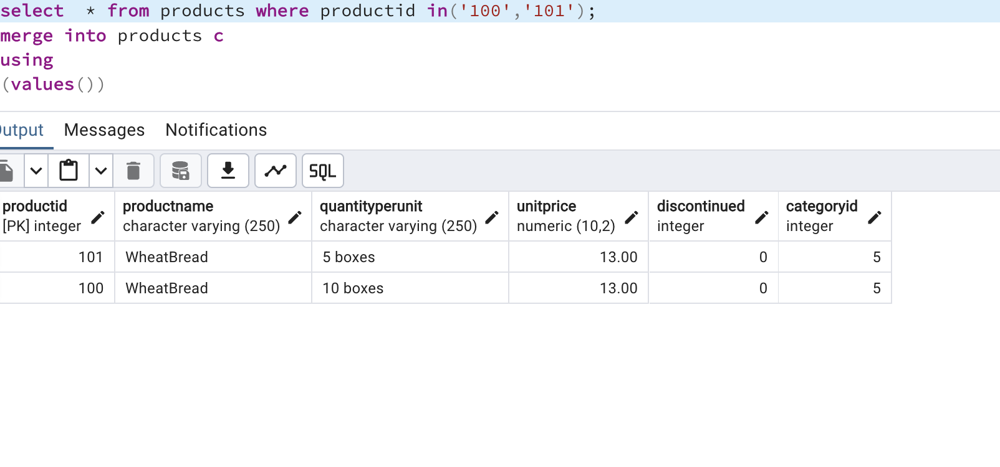 select  * from products where productid in('100','101');
merge into products c
using
(values())
Output Messages Notifications
SQL
productid productname quantityperunit unitprice discontinued categoryid
[PK] integer character varying (250) character varying (250) numeric (10,2) integer integer
101 WheatBread 5 boxes 13.00 0 5
100 WheatBread 10 boxes 13.00 0 5